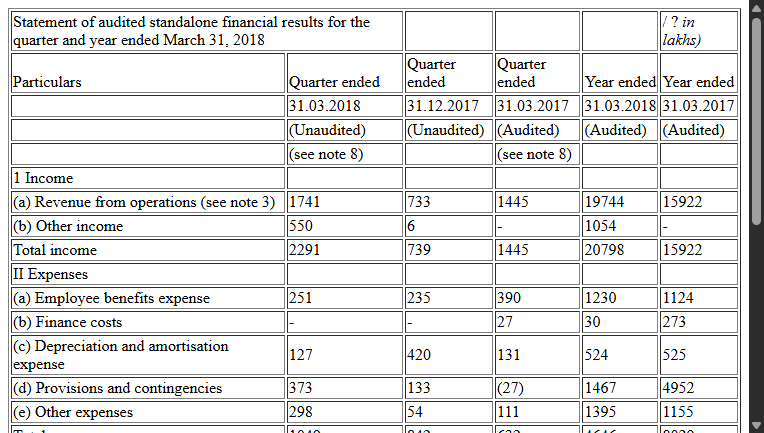 Statement of audited standalone financial results for the
quarter and year ended March 31, 2018
/ ? in
lakhs)
Particulars Quarter ended Quarter ended Quarter ended Year ended Year ended
31.03.2018 31.12.2017 31.03.2017 31.03.2018 31.03.2017
(Unaudited) (Unaudited) (Audited) (Audited) (Audited)
(see note 8) (see note 8)
1 Income
(a) Revenue from operations (see note 3) 1741 733 1445 19744 15922
(b) Other income 550 6 - 1054 -
Total income 2291 739 1445 20798 15922
II Expenses
(a) Employee benefits expense 251 235 390 1230 1124
(b) Finance costs - - 27 30 273
(c) Depreciation and amortisation
expense 127 420 131 524 525
(d) Provisions and contingencies 373 133 (27) 1467 4952
(e) Other expenses 298 54 111 1395 1155